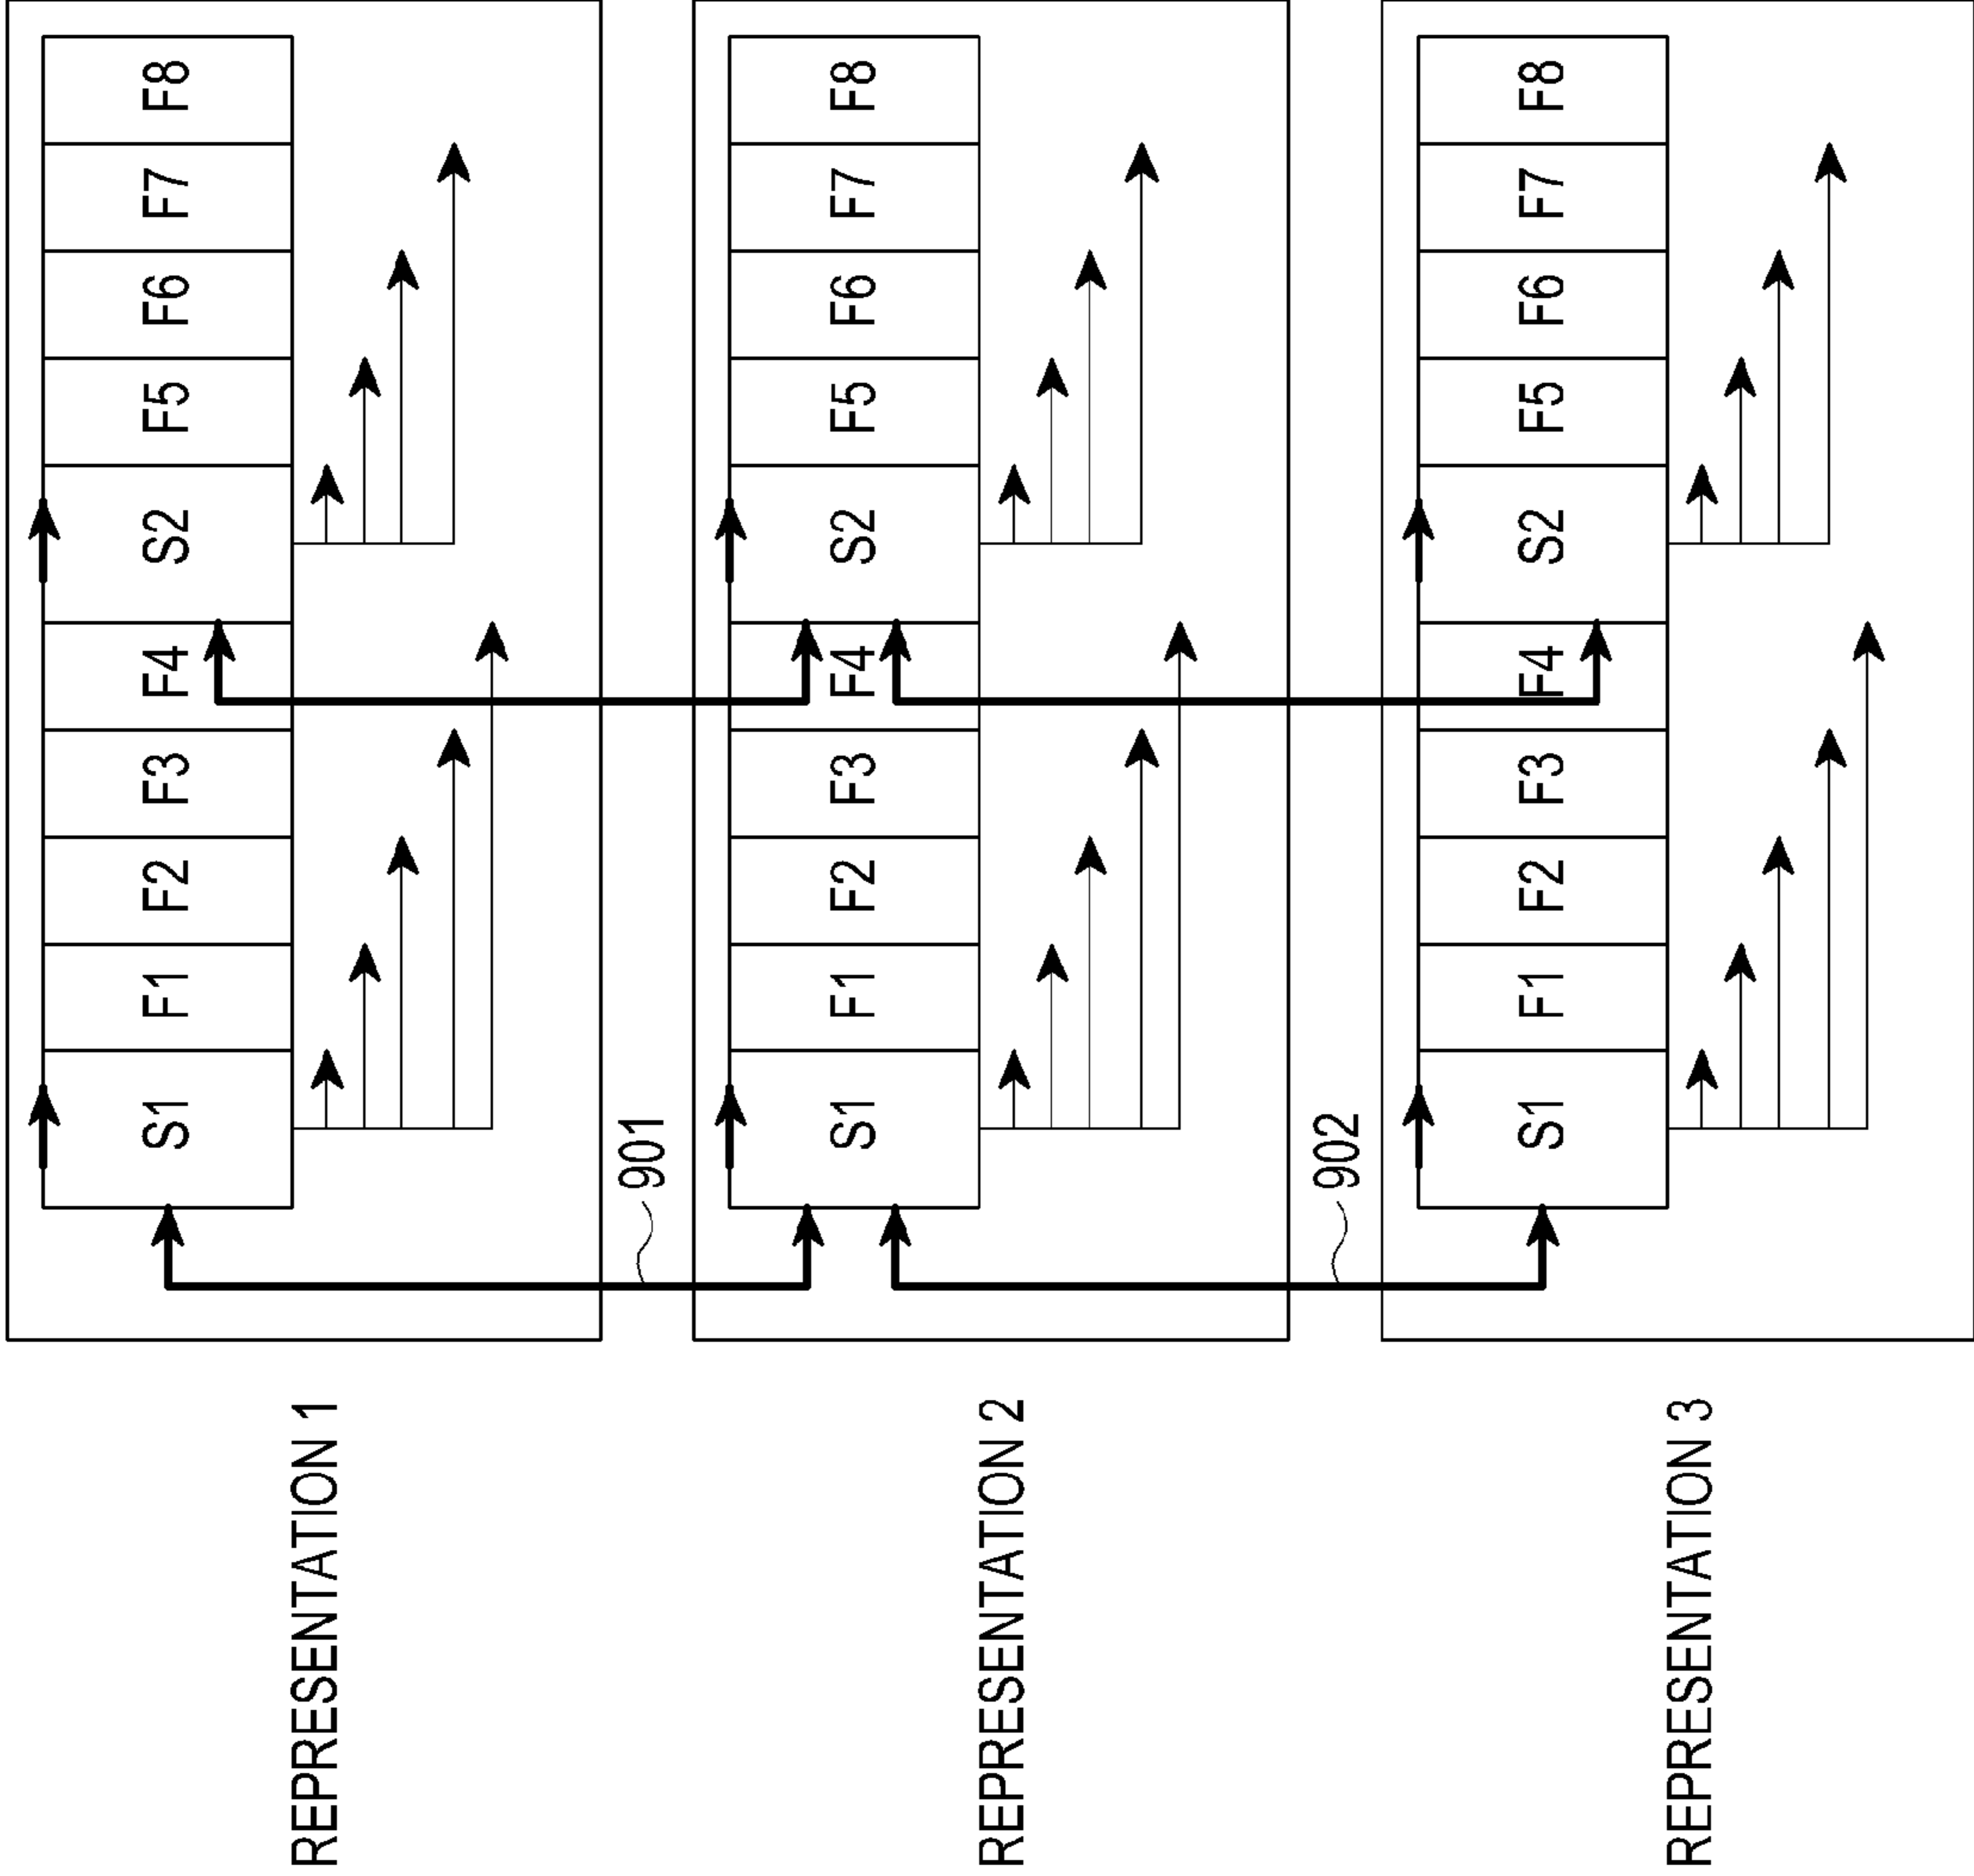 REPRESENTATION 1
S1 F1 F2 F3 F4 S2 F5 F6 F7 F8
901
REPRESENTATION 2
S1 F1 F2 F3 F4 S2 F5 F6 F7 F8
902
REPRESENTATION 3
S1 F1 F2 F3 F4 S2 F5 F6 F7 F8